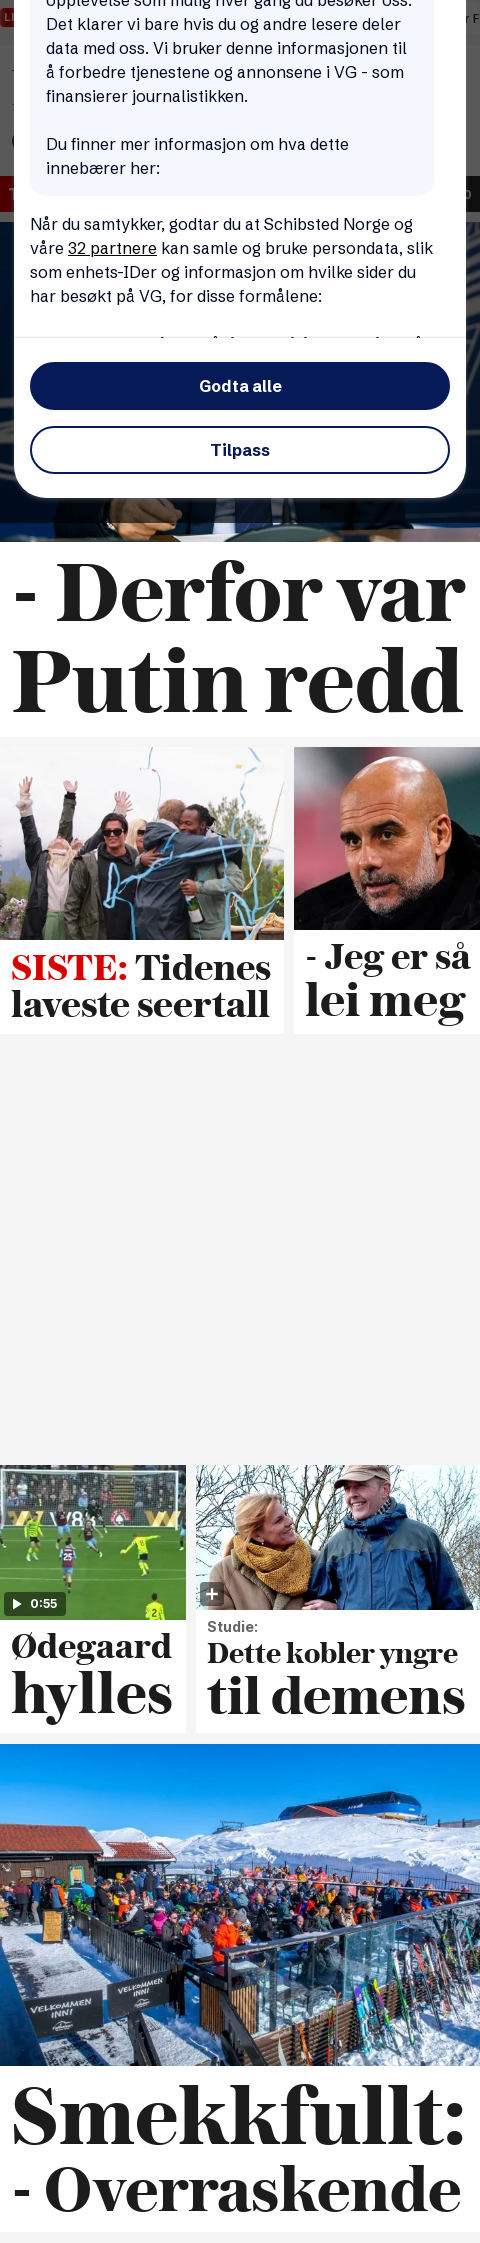 opplevelse som mulig hver gang du besøker oss.
Det klarer vi bare hvis du og andre lesere deler
data med oss. Vi bruker denne informasjonen til
å forbedre tjenestene og annonsene i VG - som
finansierer journalistikken.
Du finner mer informasjon om hva dette
innebærer her:
Når du samtykker, godtar du at Schibsted Norge og
våre 32 partnere kan samle og bruke persondata, slik
som enhets-IDer og informasjon om hvilke sider du
har besøkt på VG, for disse formålene:
Godta alle
Tilpass
- Derfor var
Putin redd
SISTE: Tidenes
laveste seertall
- Jeg er så
lei meg
0:55
Ødegaard
hylles
Studie:
Dette kobler yngre
til demens
VELKOMMEN
INN!
VELKOMMEN
INN!
Smekkfullt:
- Overraskende